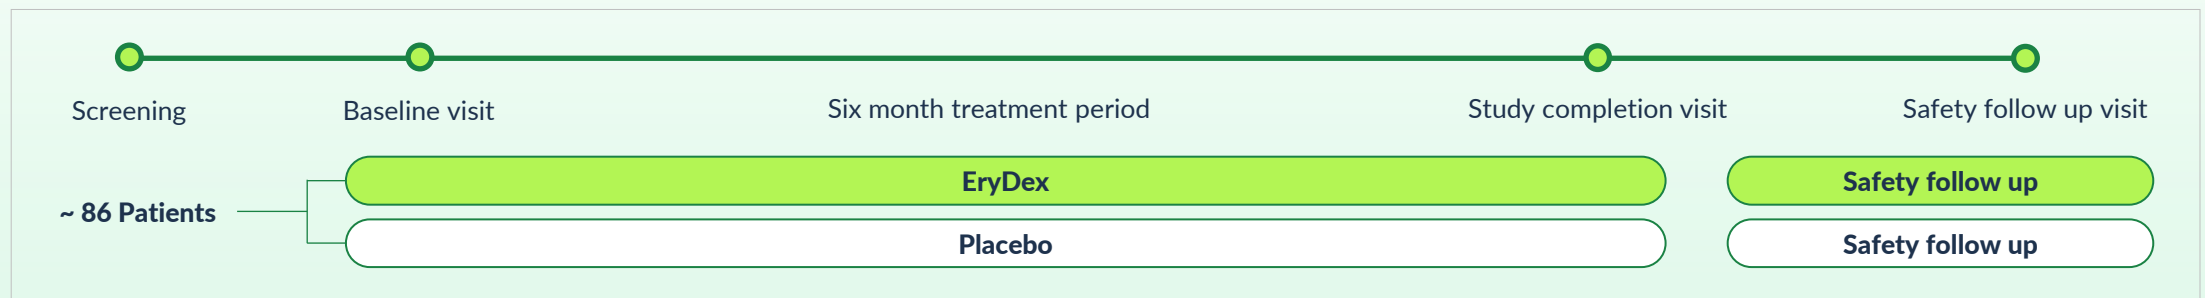 Screening
Baseline visit
Six month treatment period
Study completion visit
Safety follow up visit
~ 86 Patients
EryDex
Safety follow up
Placebo
Safety follow up